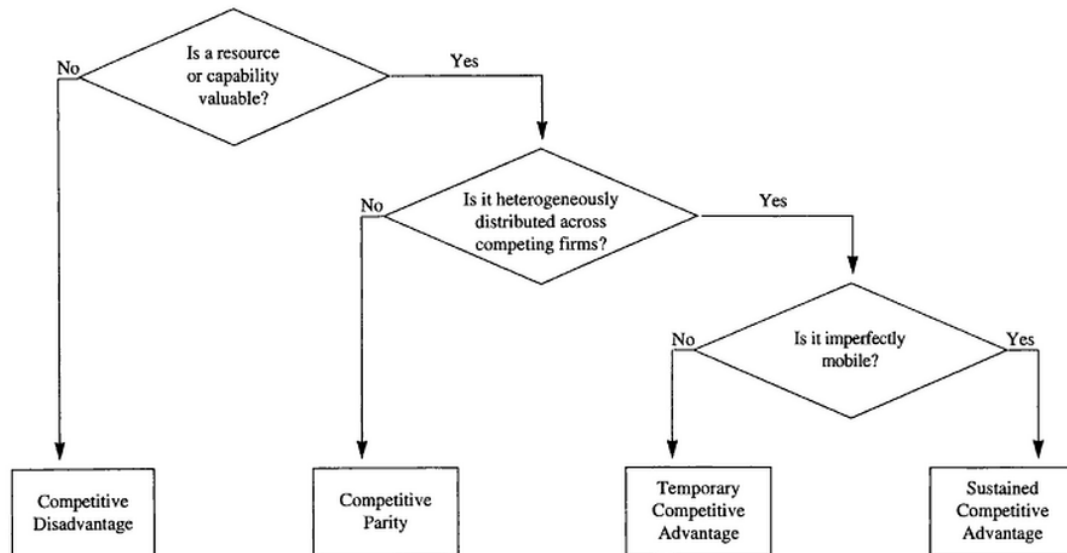 Is a resource
or capability
valuable?
No
Yes
Is it heterogeneously
distributed across
competing firms?
No
Yes
Is it imperfectly
mobile?
No
Yes
Competitive
Disadvantage
Competitive
Parity
Temporary
Competitive
Advantage
Sustained
Competitive
Advantage